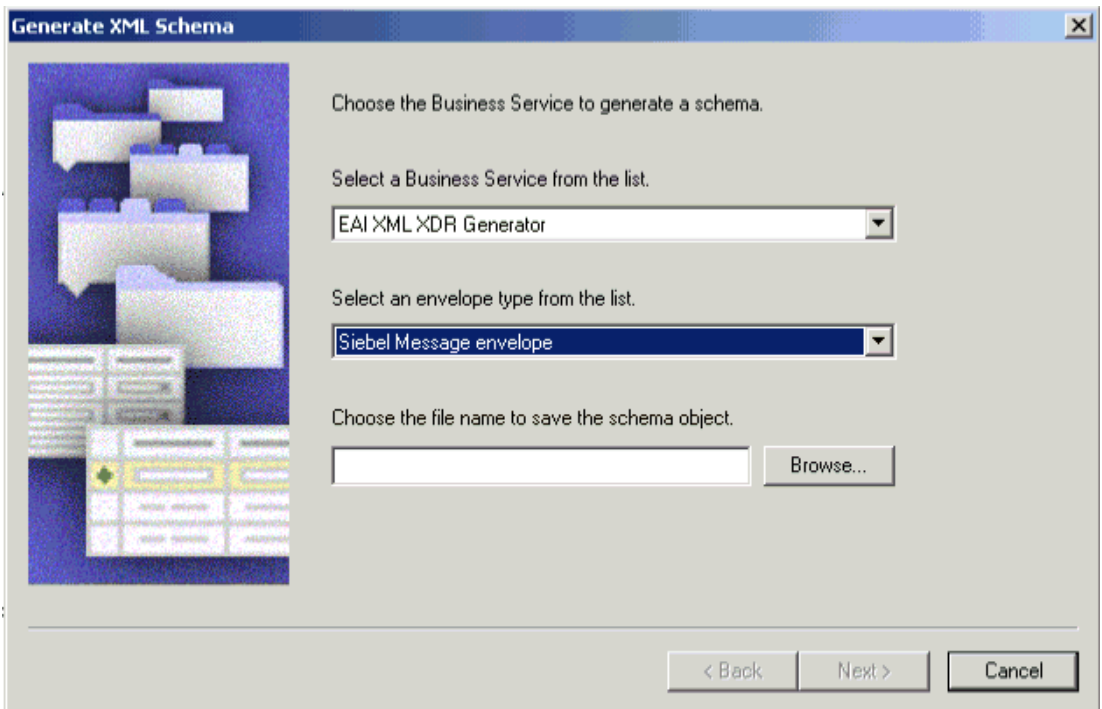 Generate XML Schema
Choose the Business Service to generate a schema.
Select a Business Service from the list.
EAI XML XDR Generator
Select an envelope type from the list.
Siebel Message envelope
Choose the file name to save the schema object.
Browse...
< Back
Next >
Cancel